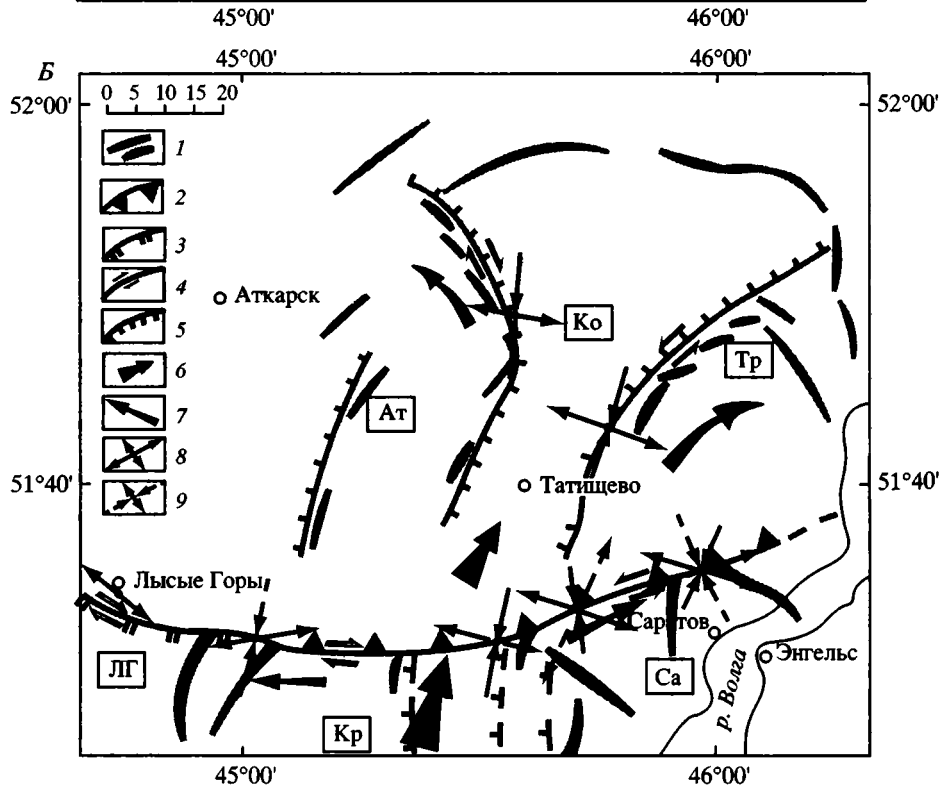 45°00' 46°00'
45°00' 46°00'
Б
52°00' 52°00'
0 5 10 15 20
1
2
3
4
5
6
7
8
9
Аткарск
Ко
Тр
Ат
51°40' 51°40'
Татищево
Лысые Горы
Саратов
Энгельс
ЛГ
Са
р. Волга
Кр
45°00' 46°00'